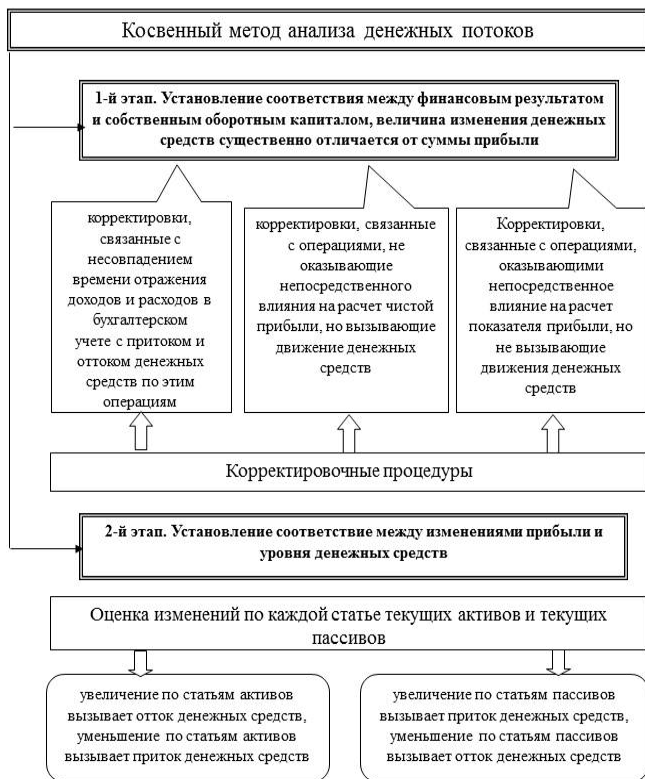 Косвенный метод анализа денежных потоков
1-й этап. Установление соответствия между финансовым результатом
и собственным оборотным капиталом, величина изменения денежных
средств существенно отличается от суммы прибыли
корректировки,
связанные с
несовпадением
времени отражения
доходов и расходов в
бухгалтерском
учете с притоком и
оттоком денежных
средств по этим
операциям
корректировки, связанные
с операциями, не
оказывающие
непосредственного
влияния на расчет чистой
прибыли, но вызывающие
движение денежных
средств
Корректировки,
связанные с операциями,
оказывающими
непосредственное
влияние на расчет
показателя прибыли, но
не вызывающие
движения денежных
средств
Корректировочные процедуры
2-й этап. Установление соответствие между изменениями прибыли и
уровня денежных средств
Оценка изменений по каждой статье текущих активов и текущих
пассивов
увеличение по статьям активов
вызывает отток денежных средств,
уменьшение по статьям активов
вызывает приток денежных средств
увеличение по статьям пассивов
вызывает приток денежных средств,
уменьшение по статьям пассивов
вызывает отток денежных средств